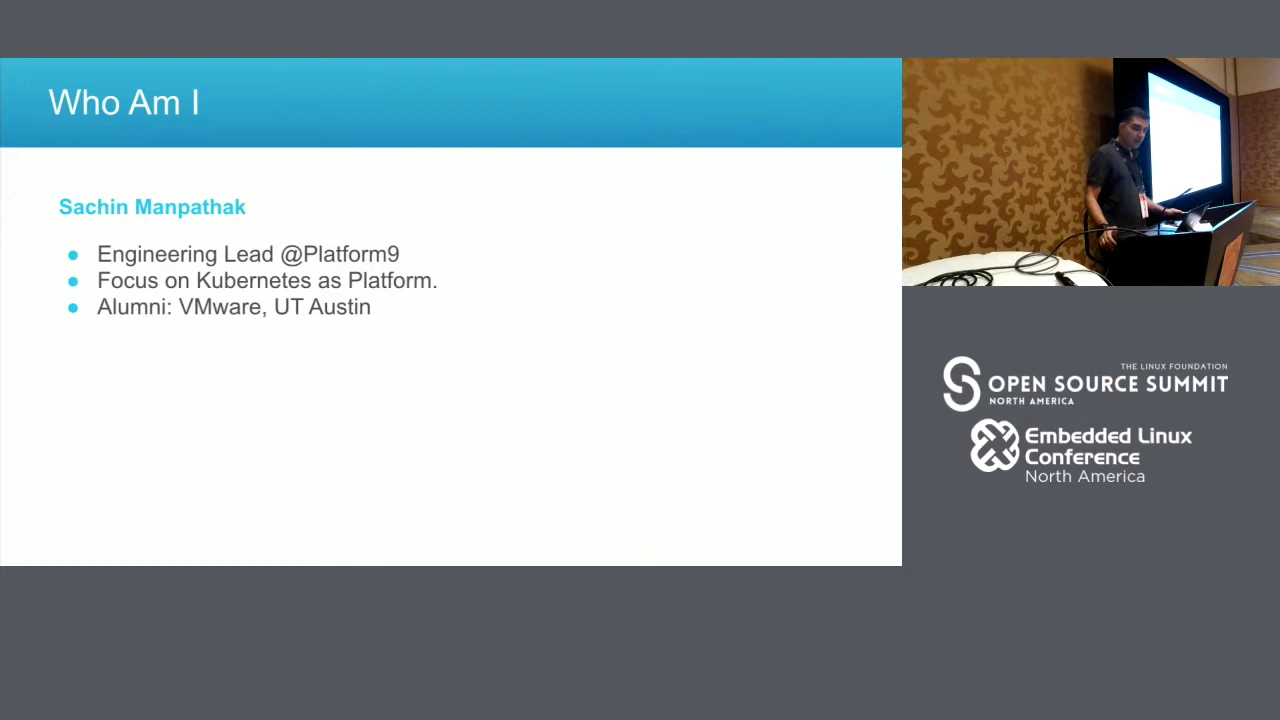 Who Am I
Sachin Manpathak
Engineering Lead @Platform9
Focus on Kubernetes as Platform.
Alumni: VMware, UT Austin
THE LINUX FOUNDATION
OPEN SOURCE SUMMIT
NORTH AMERICA
Embedded Linux
Conference
North America